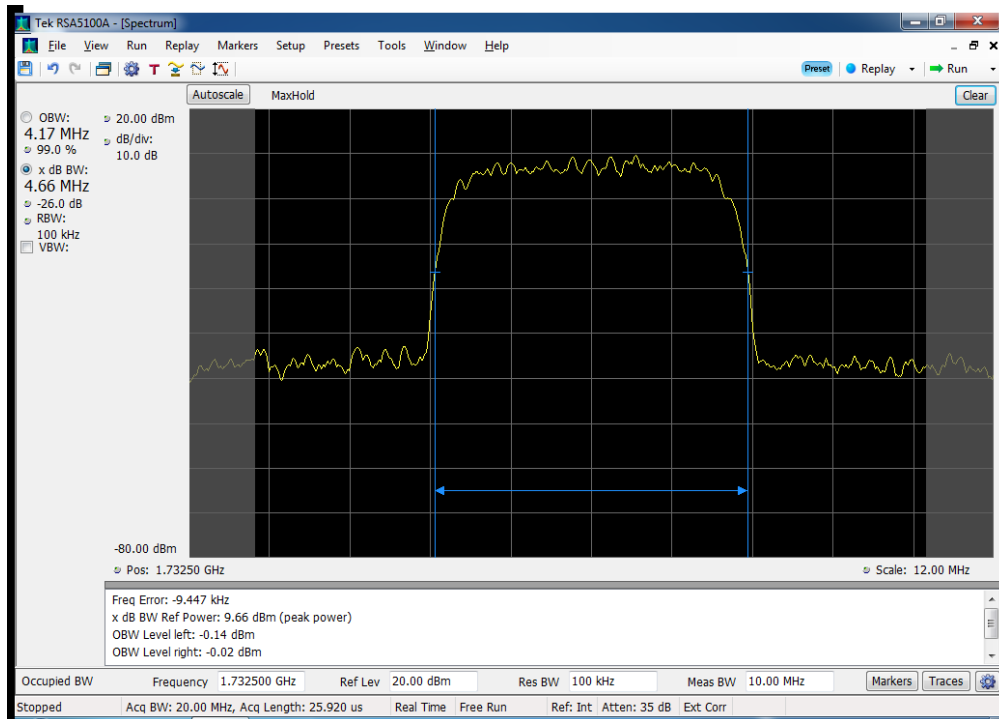 Tek RSA5100A - [Spectrum]
File View Run Replay Markers Setup Presets Tools Window Help
T Preset Replay Run
Autoscale MaxHold Clear
OBW:
4.17 MHz
99.0 %
x dB BW:
4.66 MHz
-26.0 dB
RBW:
100 kHz
VBW:
20.00 dBm
dB/div:
10.0 dB
-80.00 dBm
Pos: 1.73250 GHz Scale: 12.00 MHz
Freq Error: -9.447 kHz
x dB BW Ref Power: 9.66 dBm (peak power)
OBW Level left: -0.14 dBm
OBW Level right: -0.02 dBm
Occupied BW Frequency 1.732500 GHz Ref Lev 20.00 dBm Res BW 100 kHz Meas BW 10.00 MHz Markers Traces
Stopped Acq BW: 20.00 MHz, Acq Length: 25.920 us Real Time Free Run Ref: Int Atten: 35 dB Ext Corr